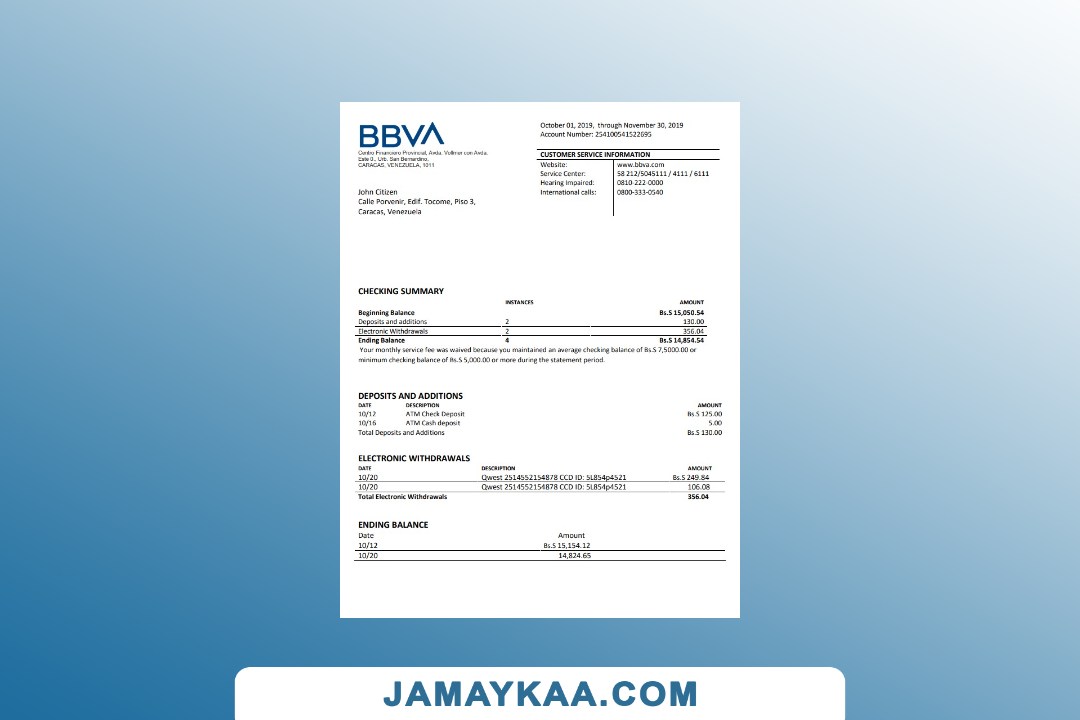 BBVA
Centro Financiero Provincial, Avda. Vollmer con Avda.
Este 0., Urb. San Bernardino.
CARACAS, VENEZUELA, 1011
October 01, 2019, through November 30, 2019
Account Number: 254100541522695
CUSTOMER SERVICE INFORMATION
Website: www.bbva.com
Service Center: 58 212/5045111 / 4111 / 6111
Hearing Impaired: 0810-222-0000
International calls: 0800-333-0540
John Citizen
Calle Porvenir, Edif. Tocome, Piso 3,
Caracas, Venezuela
CHECKING SUMMARY
INSTANCES AMOUNT
Beginning Balance Bs.S 15,050.54
Deposits and additions 2 130.00
Electronic Withdrawals 2 356.04
Ending Balance 4 Bs.S 14,854.54
Your monthly service fee was waived because you maintained an average checking balance of Bs.S 7,5000.00 or
minimum checking balance of Bs.S 5,000.00 or more during the statement period.
DEPOSITS AND ADDITIONS
DATE DESCRIPTION AMOUNT
10/12 ATM Check Deposit Bs.S 125.00
10/16 ATM Cash deposit 5.00
Total Deposits and Additions Bs.S 130.00
ELECTRONIC WITHDRAWALS
DATE DESCRIPTION AMOUNT
10/20 Qwest 2514552154878 CCD ID: 5L854p4521 Bs.S 249.84
10/20 Qwest 2514552154878 CCD ID: 5L854p4521 106.08
Total Electronic Withdrawals 356.04
ENDING BALANCE
Date Amount
10/12 Bs.S 15,154.12
10/20 14,824.65
JAMAYKAA.COM